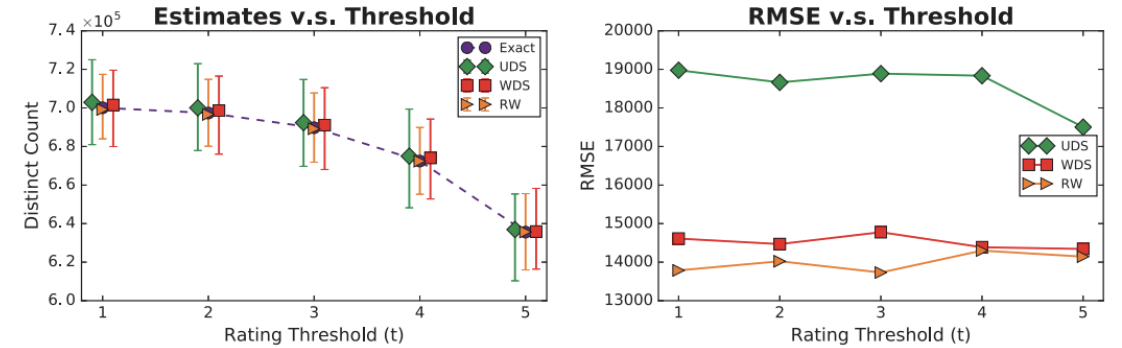 Estimates v.s. Threshold
×10⁵
7.4
7.2
7.0
6.8
6.6
6.4
6.2
6.0
Distinct Count
1 2 3 4 5
Rating Threshold (t)
Exact
UDS
WDS
RW
RMSE v.s. Threshold
20000
19000
18000
17000
16000
15000
14000
13000
RMSE
1 2 3 4 5
Rating Threshold (t)
UDS
WDS
RW